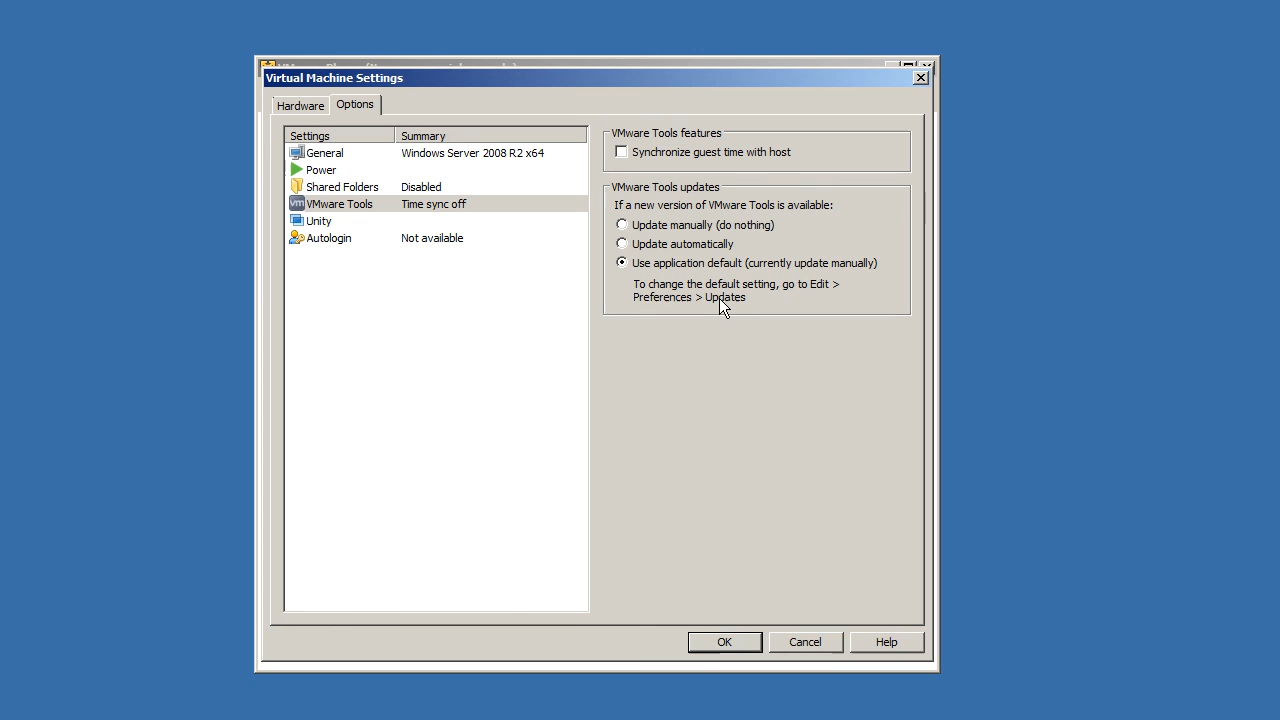 Virtual Machine Settings
Hardware
Options
Settings
Summary
General
Windows Server 2008 R2 x64
Power
Shared Folders
Disabled
vm
VMware Tools
Time sync off
Unity
Autologin
Not available
VMware Tools features
Synchronize guest time with host
VMware Tools updates
If a new version of VMware Tools is available:
Update manually (do nothing)
Update automatically
Use application default (currently update manually)
To change the default setting, go to Edit >
Preferences > Updates
OK
Cancel
Help